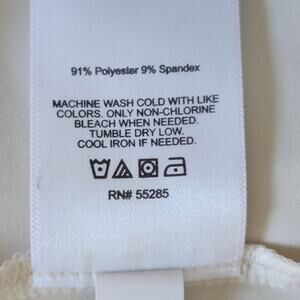 91% Polyester 9% Spandex
MACHINE WASH COLD WITH LIKE
COLORS. ONLY NON-CHLORINE
BLEACH WHEN NEEDED.
TUMBLE DRY LOW.
COOL IRON IF NEEDED.
RN# 55285